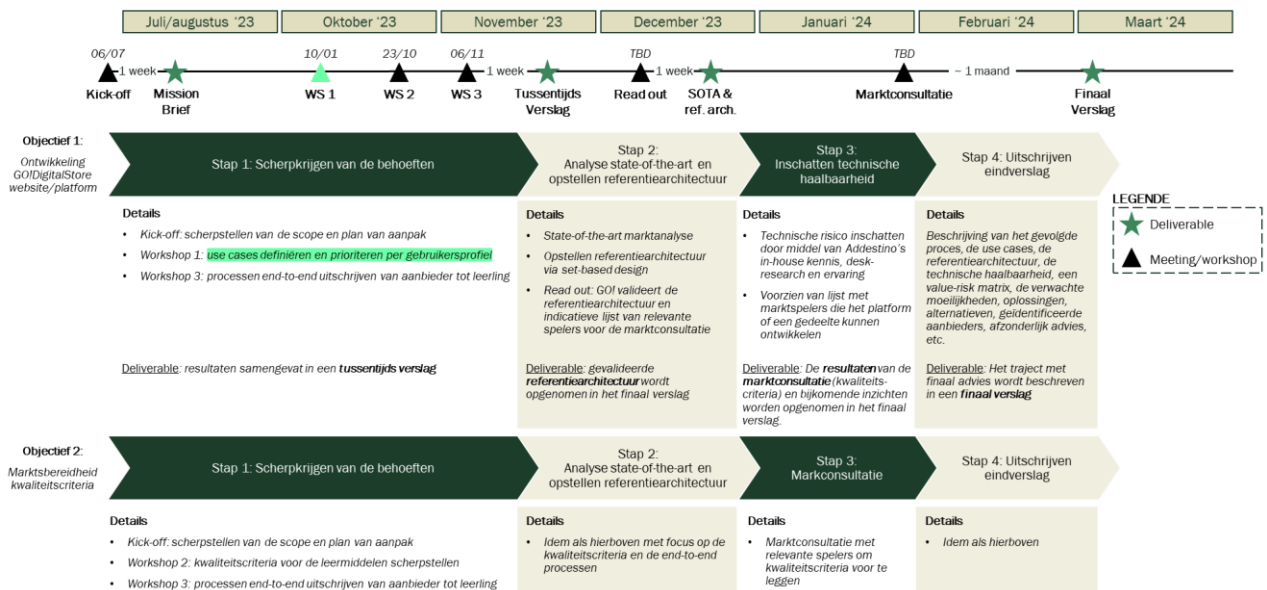 Juli/augustus '23
Oktober '23
November '23
December '23
Januari '24
Februari '24
Maart '24
06/07
10/01
23/10
06/11
TBD
TBD
1 week
1 week
1 week
~ 1 maand
Kick-off
Mission
Brief
WS 1
WS 2
WS 3
Tussentijds
Verslag
Read out
SOTA &
ref. arch.
Marktconsultatie
Finaal
Verslag
Objectief 1:
Ontwikkeling
GO!DigitalStore
website/platform
Stap 1: Scherpkrijgen van de behoeften
Stap 2:
Analyse state-of-the-art en
opstellen referentiearchitectuur
Stap 3:
Inschatten technische
haalbaarheid
Stap 4: Uitschrijven
eindverslag
LEGENDE
Deliverable
Meeting/workshop
Details
• Kick-off: scherpstellen van de scope en plan van aanpak
• Workshop 1: use cases definiëren en prioriteren per gebruikersprofiel
• Workshop 3: processen end-to-end uitschrijven van aanbieder tot leerling
Deliverable: resultaten samengevat in een tussentijds verslag
Details
• State-of-the-art marktanalyse
• Opstellen referentiearchitectuur
via set-based design
• Read out: GO! valideert de
referentiearchitectuur en
indicatieve lijst van relevante
spelers voor de marktconsultatie
Deliverable: gevalideerde
referentiearchitectuur wordt
opgenomen in het finaal verslag
Details
• Technische risico inschatten
door middel van Addestino's
in-house kennis, desk-
research en ervaring
• Voorzien van lijst met
marktspelers die het platform
of een gedeelte kunnen
ontwikkelen
Deliverable: De resultaten van de
marktconsultatie (kwaliteits-
criteria) en bijkomende inzichten
worden opgenomen in het finaal
verslag.
Details
Beschrijving van het gevolgde
proces, de use cases, de
referentiearchitectuur, de
technische haalbaarheid, een
value-risk matrix, de verwachte
moeilijkheden, oplossingen,
alternatieven, geïdentificeerde
aanbieders, afzonderlijk advies,
etc.
Deliverable: Het traject met
finaal advies wordt beschreven
in een finaal verslag
Objectief 2:
Marktsbereidheid
kwaliteitscriteria
Stap 1: Scherpkrijgen van de behoeften
Stap 2:
Analyse state-of-the-art en
opstellen referentiearchitectuur
Stap 3:
Markconsultatie
Stap 4: Uitschrijven
eindverslag
Details
• Kick-off: scherpstellen van de scope en plan van aanpak
• Workshop 2: kwaliteitscriteria voor de leermiddelen scherpstellen
• Workshop 3: processen end-to-end uitschrijven van aanbieder tot leerling
Details
• Idem als hierboven met focus op de
kwaliteitscriteria en de end-to-end
processen
Details
• Marktconsultatie met
relevante spelers om
kwaliteitscriteria voor te
leggen
Details
• Idem als hierboven